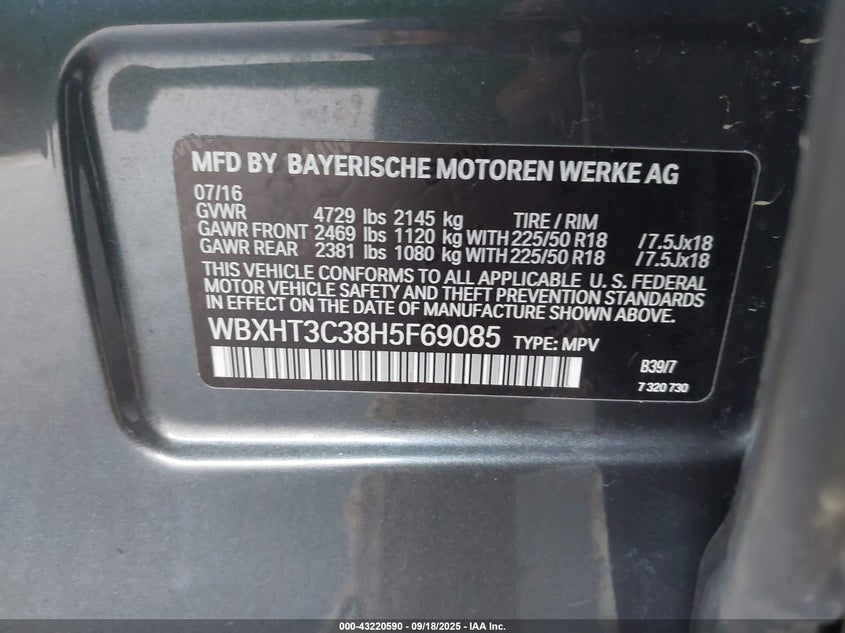 MFD BY BAYERISCHE MOTOREN WERKE AG
07/16
GVWR 4729 lbs 2145 kg TIRE / RIM
GAWR FRONT 2469 lbs 1120 kg WITH 225/50 R18 /7.5Jx18
GAWR REAR 2381 lbs 1080 kg WITH 225/50 R18 /7.5Jx18
THIS VEHICLE CONFORMS TO ALL APPLICABLE U. S. FEDERAL
MOTOR VEHICLE SAFETY AND THEFT PREVENTION STANDARDS
IN EFFECT ON THE DATE OF MANUFACTURE SHOWN ABOVE.
WBXHT3C38H5F69085 TYPE: MPV
B39/7
7 320 730
000-43220590 - 09/18/2025 - IAA Inc.